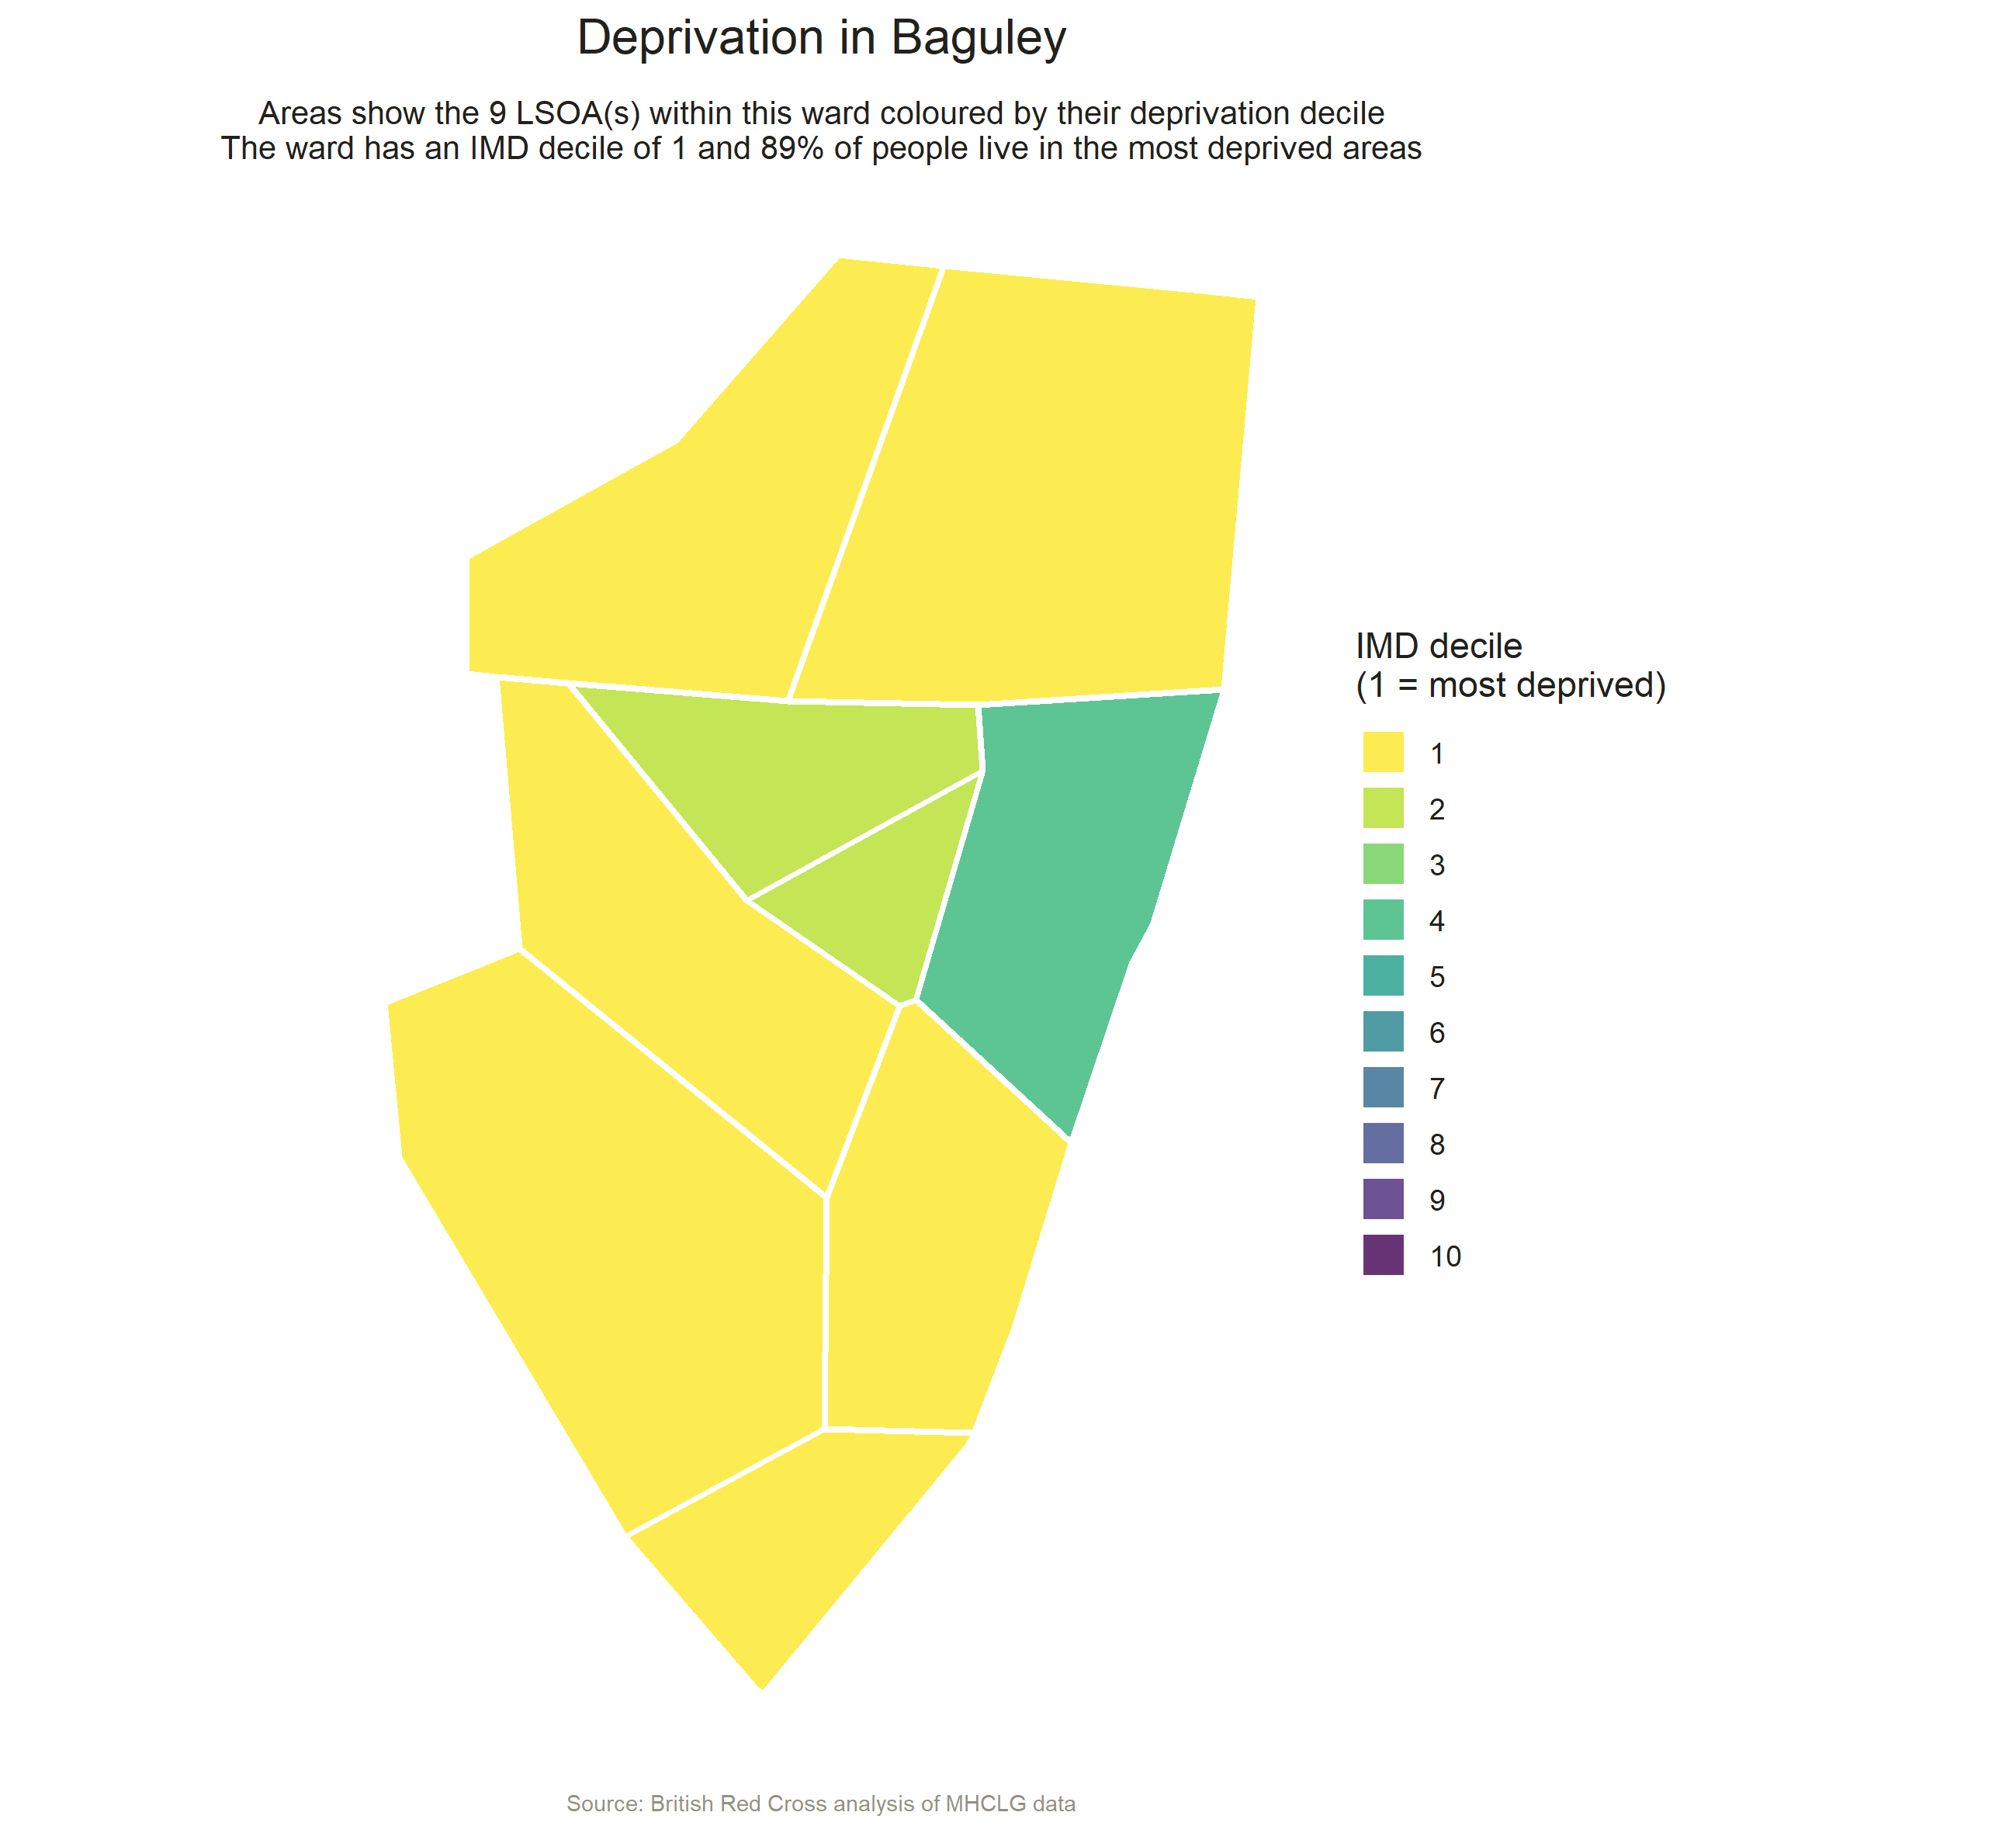 Deprivation in Baguley
Areas show the 9 LSOA(s) within this ward coloured by their deprivation decile
The ward has an IMD decile of 1 and 89% of people live in the most deprived areas
IMD decile
(1 = most deprived)
1
2
3
4
5
6
7
8
9
10
Source: British Red Cross analysis of MHCLG data